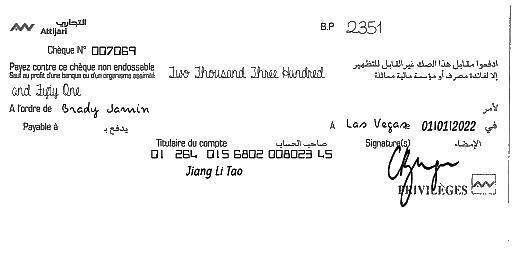 التجاري
Attijari
B.P 2351
Chèque N° 007069
Payez contre ce chèque non endossable
Sauf au profit d'une banque ou d'un organisme assimilé
Two Thousand Three Hundred
ادفعوا مقابل هذا الصك غير القابل للتظهير
إلا لفائدة مصرف أو مؤسسة مالية مماثلة
and Fifty One
A l'ordre de Brady Jamin
لأمر
Payable à يدفع بـ
A Las Vegas 01/01/2022 في
Titulaire du compte صاحب الحساب
Signature(s) الإمضاء
01 264 015 6802 008023 45
Jiang Li Tao
PRIVILÈGES